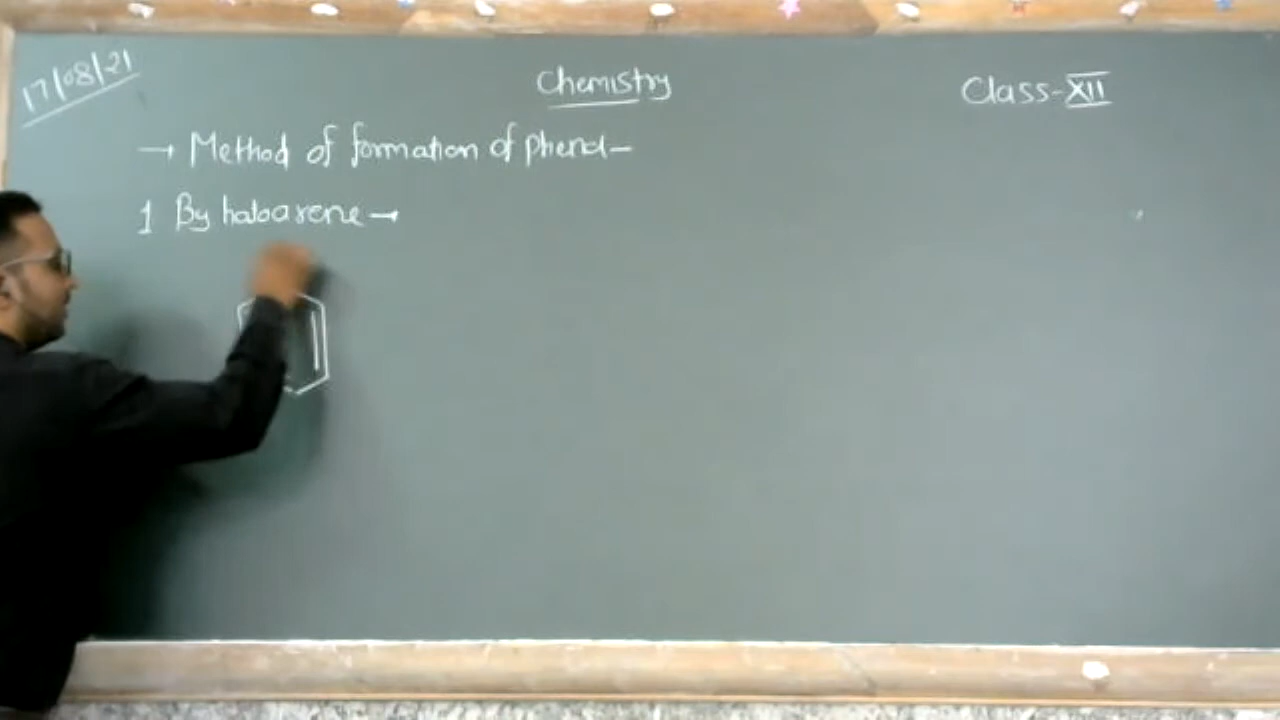 17/08/21
Chemistry
Class-XII
→ Method of formation of phenol-
1 By haloarene →